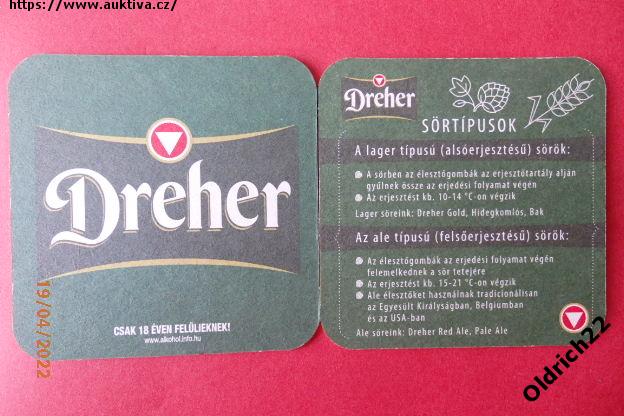 https://www.auktiva.cz/
Dreher
CSAK 18 ÉVEN FELÜLIEKNEK!
www.alkohol.info.hu
19/04/2022
Dreher
SÖRTÍPUSOK
A lager típusú (alsóerjesztésű) sörök:
A sörben az élesztőgombák az erjesztőtartály alján
gyűlnek össze az erjedési folyamat végén
Az erjesztést kb. 10-14 °C-on végzik
Lager söreink: Dreher Gold, Hidegkomlós, Bak
Az ale típusú (felsőerjesztésű) sörök:
Az élesztőgombák az erjedési folyamat végén
felemelkednek a sör tetejére
Az erjesztést kb. 15-21 °C-on végzik
Ale élesztőket használnak tradicionálisan
az Egyesült Királyságban, Belgiumban
és az USA-ban
Ale söreink: Dreher Red Ale, Pale Ale
Oldrich22